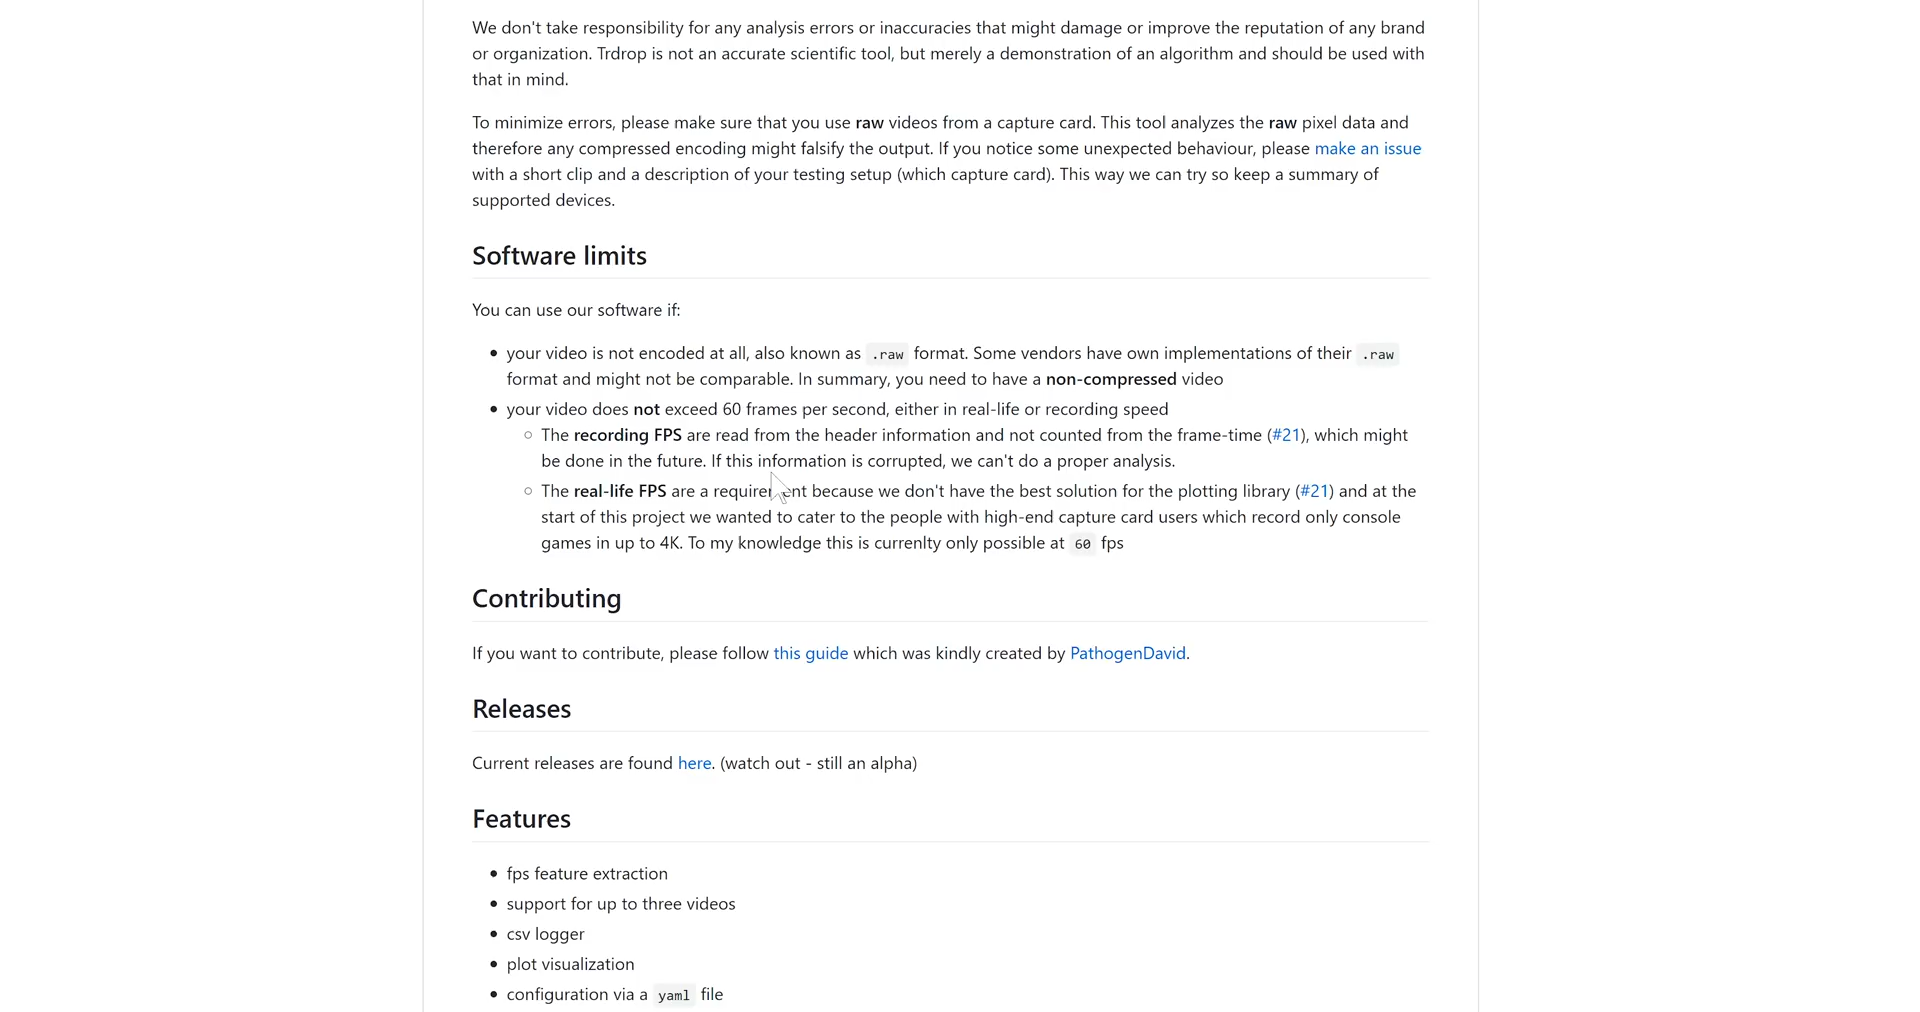 We don't take responsibility for any analysis errors or inaccuracies that might damage or improve the reputation of any brand
or organization. Trdrop is not an accurate scientific tool, but merely a demonstration of an algorithm and should be used with
that in mind.
To minimize errors, please make sure that you use raw videos from a capture card. This tool analyzes the raw pixel data and
therefore any compressed encoding might falsify the output. If you notice some unexpected behaviour, please make an issue
with a short clip and a description of your testing setup (which capture card). This way we can try so keep a summary of
supported devices.
Software limits
You can use our software if:
your video is not encoded at all, also known as .raw format. Some vendors have own implementations of their .raw
format and might not be comparable. In summary, you need to have a non-compressed video
your video does not exceed 60 frames per second, either in real-life or recording speed
The recording FPS are read from the header information and not counted from the frame-time (#21), which might
be done in the future. If this information is corrupted, we can't do a proper analysis.
The real-life FPS are a requirement because we don't have the best solution for the plotting library (#21) and at the
start of this project we wanted to cater to the people with high-end capture card users which record only console
games in up to 4K. To my knowledge this is currenlty only possible at 60 fps
Contributing
If you want to contribute, please follow this guide which was kindly created by PathogenDavid.
Releases
Current releases are found here. (watch out - still an alpha)
Features
fps feature extraction
support for up to three videos
csv logger
plot visualization
configuration via a yaml file